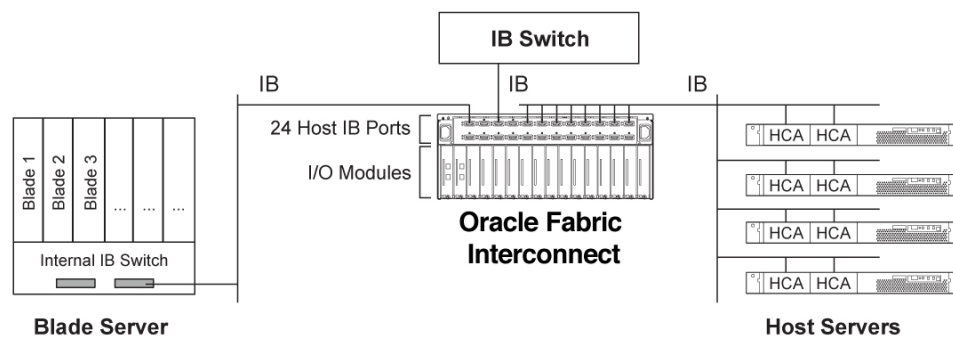 IB Switch
IB
IB
IB
24 Host IB Ports
I/O Modules
Oracle Fabric
Interconnect
Blade 1
Blade 2
Blade 3
... ... ...
Internal IB Switch
Blade Server
HCA HCA
HCA HCA
HCA HCA
HCA HCA
Host Servers